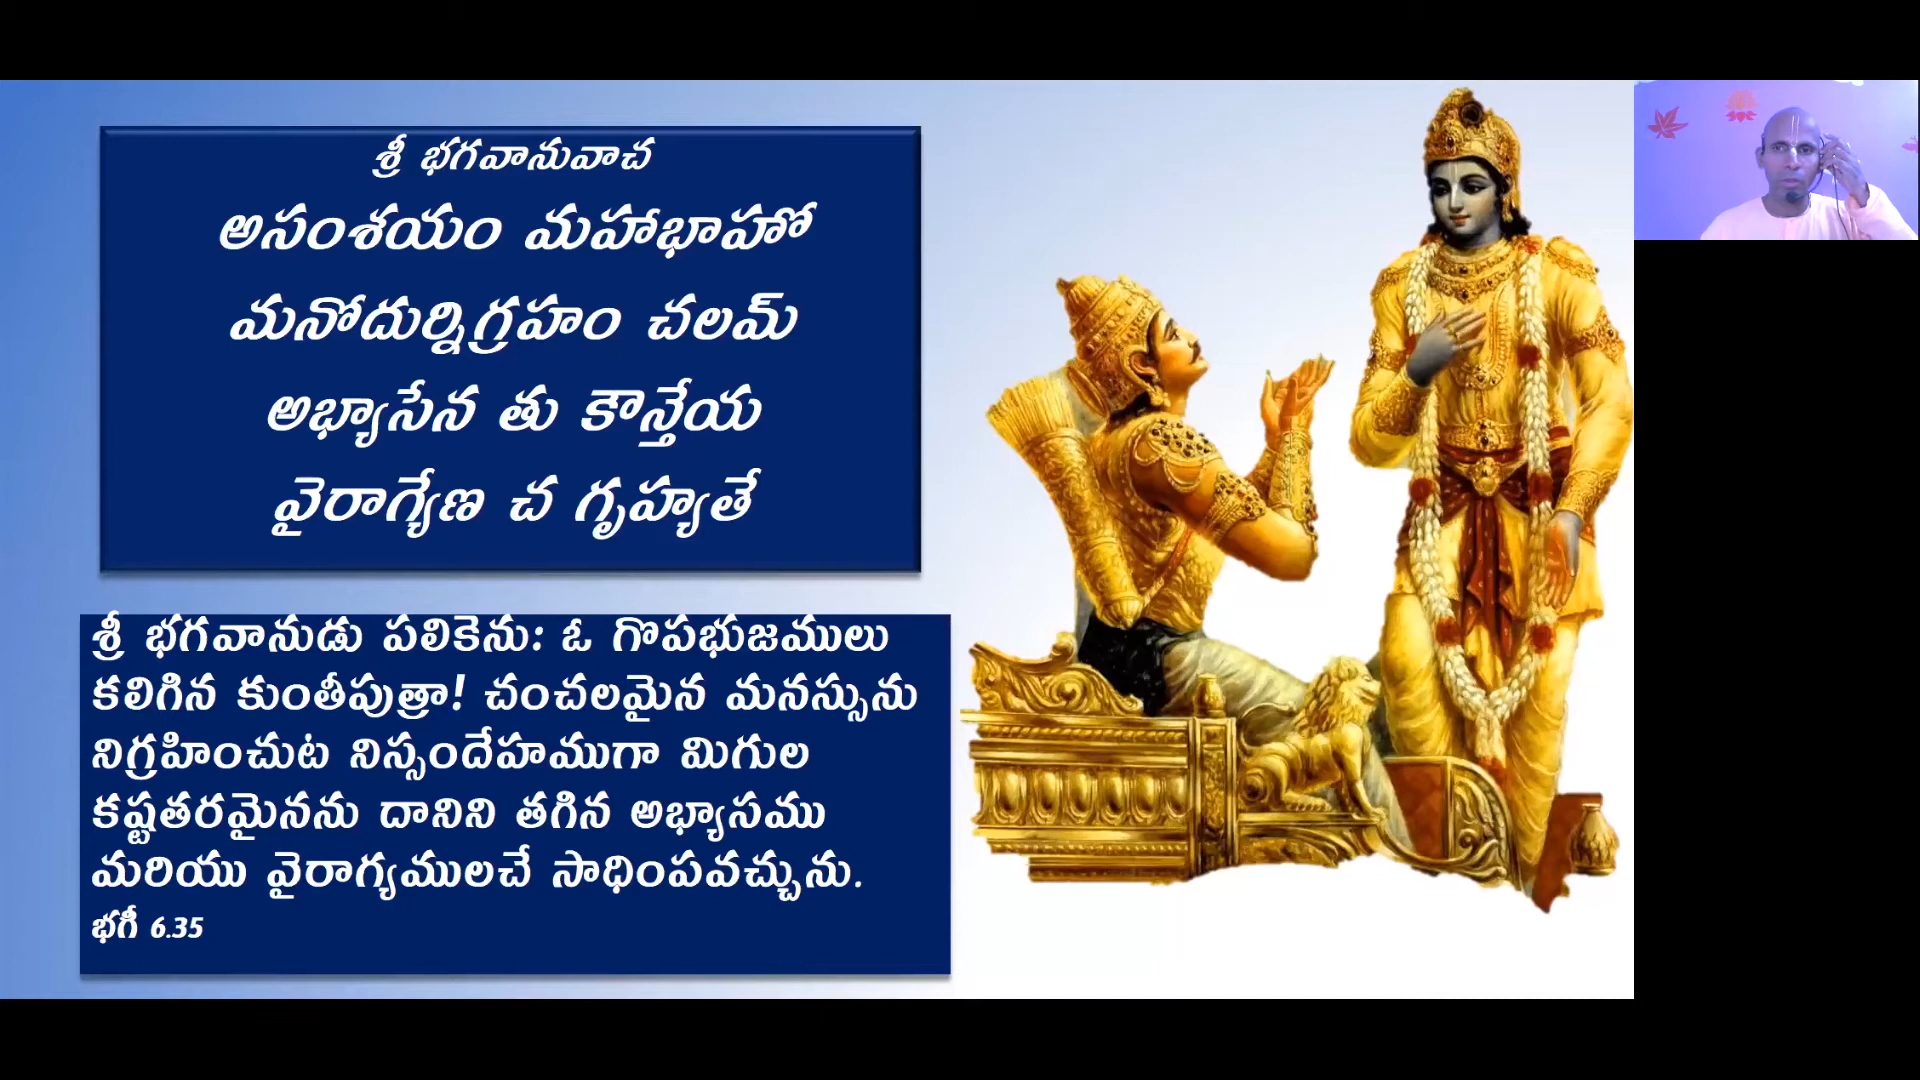 శ్రీ భగవానువాచ
అసంశయం మహాభాహో
మనోదుర్నిగ్రహం చలమ్
అభ్యాసేన తు కౌన్తేయ
వైరాగ్యేణ చ గృహ్యతే
శ్రీ భగవానుడు పలికెను: ఓ గొపభుజములు
కలిగిన కుంతీపుత్రా! చంచలమైన మనస్సును
నిగ్రహించుట నిస్సందేహముగా మిగుల
కష్టతరమైనను దానిని తగిన అభ్యాసము
మరియు వైరాగ్యములచే సాధింపవచ్చును.
భగీ 6.35